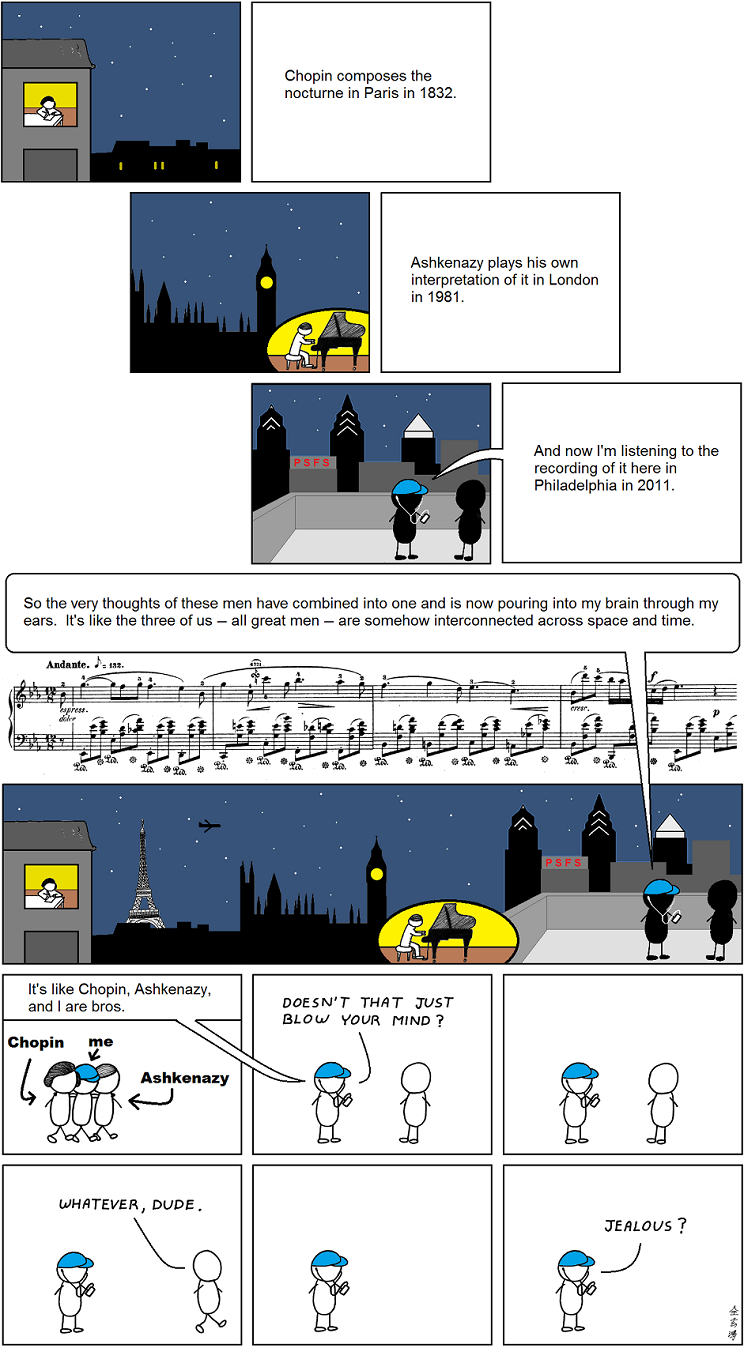 Chopin composes the
nocturne in Paris in 1832.
Ashkenazy plays his own
interpretation of it in London
in 1981.
PSFS
And now I'm listening to the
recording of it here in
Philadelphia in 2011.
So the very thoughts of these men have combined into one and is now pouring into my brain through my
ears.  It's like the three of us — all great men — are somehow interconnected across space and time.
Andante. ♪= 132.
espress.
dolce
cresc.
f
p
PSFS
It's like Chopin, Ashkenazy,
and I are bros.
Chopin
me
Ashkenazy
DOESN'T THAT JUST
BLOW YOUR MIND?
WHATEVER, DUDE.
JEALOUS?